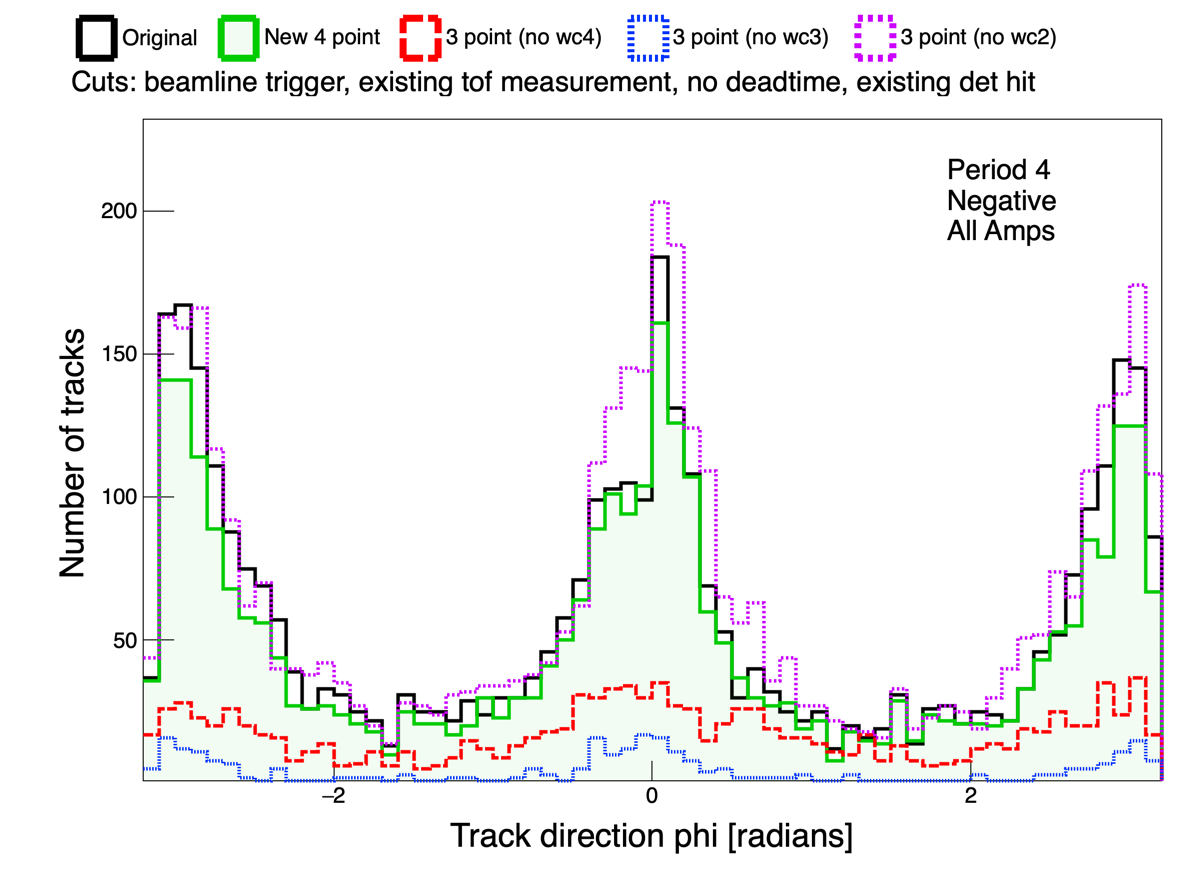 Original New 4 point 3 point (no wc4) 3 point (no wc3) 3 point (no wc2)
Cuts: beamline trigger, existing tof measurement, no deadtime, existing det hit
Period 4
Negative
All Amps
200
150
100
50
Number of tracks
−2 0 2
Track direction phi [radians]